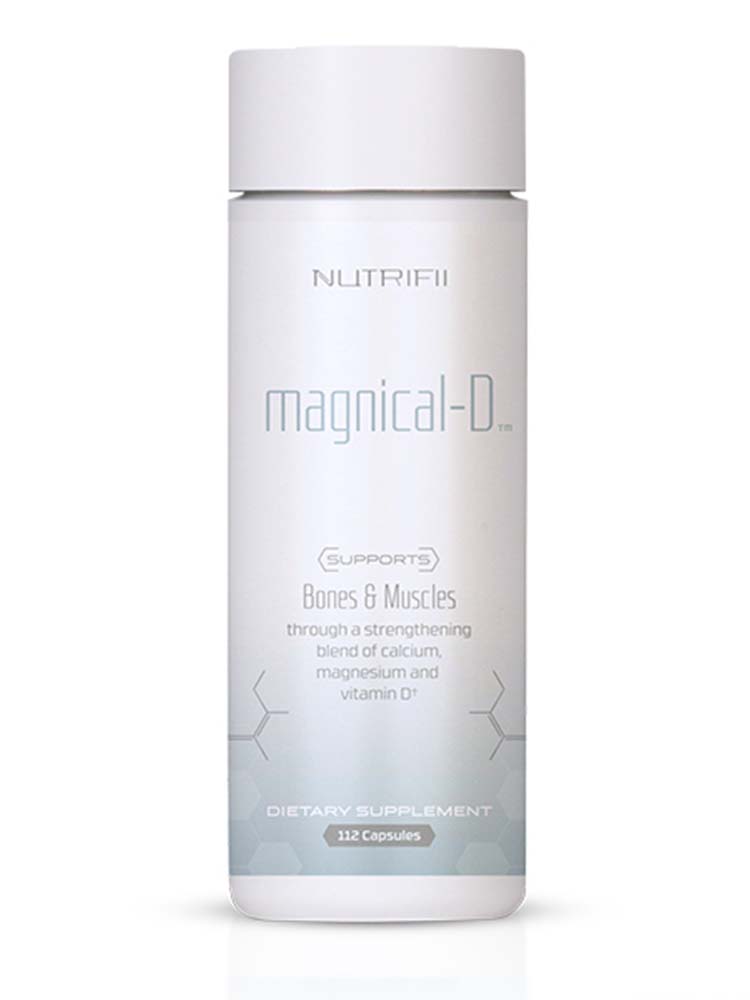 NUTRIFII
magnical-D™
SUPPORTS
Bones & Muscles
through a strengthening
blend of calcium,
magnesium and
vitamin D†
DIETARY SUPPLEMENT
112 Capsules